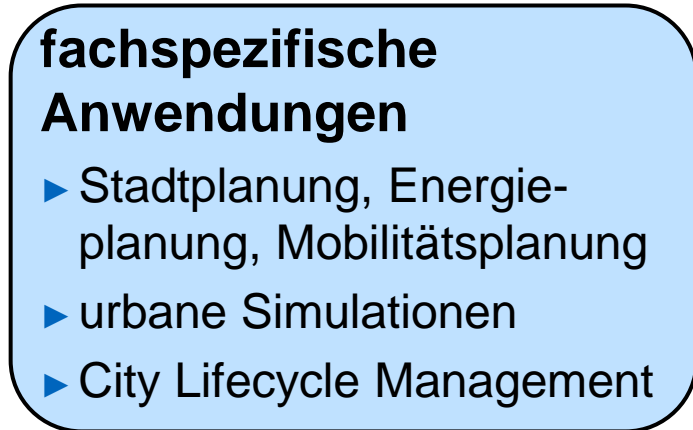 fachspezifische
Anwendungen
► Stadtplanung, Energie-
planung, Mobilitätsplanung
► urbane Simulationen
► City Lifecycle Management